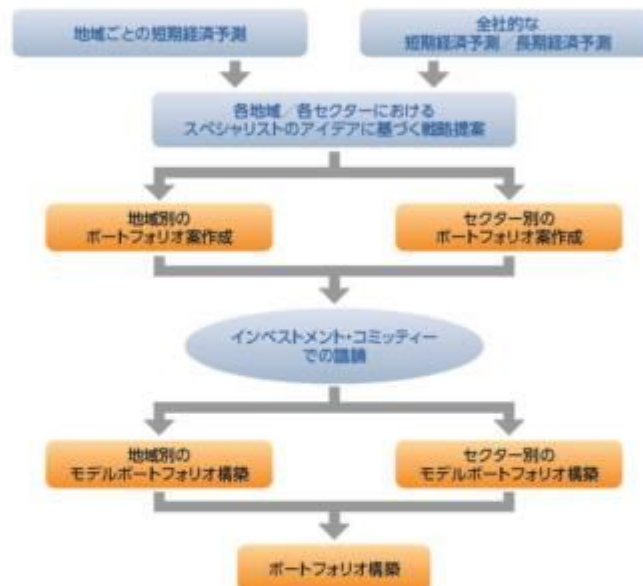 地域ごとの短期経済予測
全社的な
短期経済予測／長期経済予測
各地域／各セクターにおける
スペシャリストのアイデアに基づく戦略提案
地域別の
ポートフォリオ案作成
セクター別の
ポートフォリオ案作成
インベストメント・コミッティー
での議論
地域別の
モデルポートフォリオ構築
セクター別の
モデルポートフォリオ構築
ポートフォリオ構築